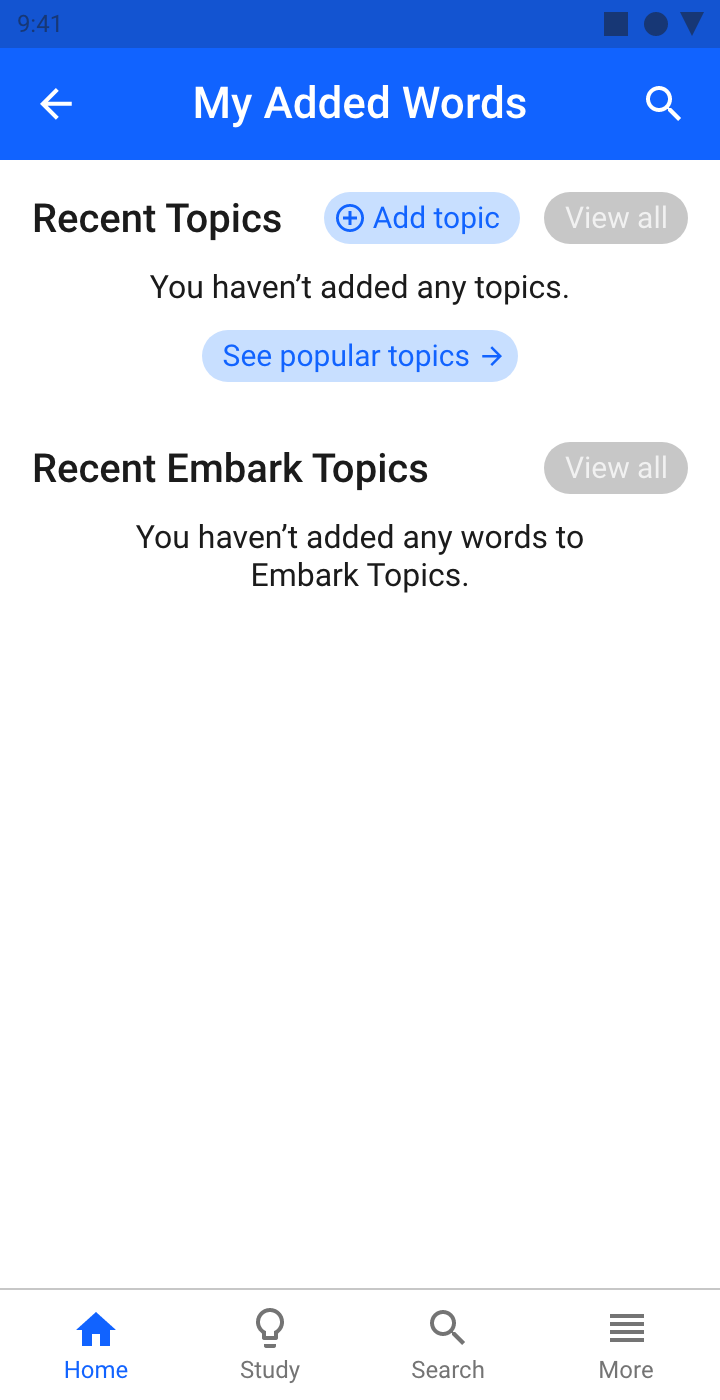 9:41
My Added Words
Recent Topics
Add topic
View all
You haven’t added any topics.
See popular topics
Recent Embark Topics
View all
You haven’t added any words to
Embark Topics.
Home
Study
Search
More